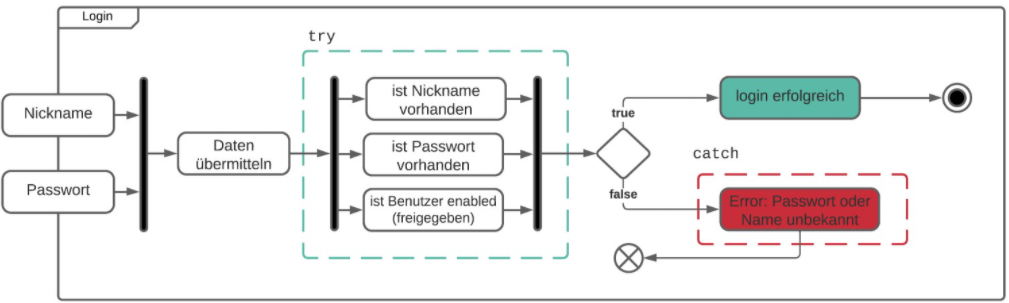 Login
try
Nickname
Passwort
Daten
übermitteln
ist Nickname
vorhanden
ist Passwort
vorhanden
ist Benutzer enabled
(freigegeben)
true
false
login erfolgreich
catch
Error: Passwort oder
Name unbekannt